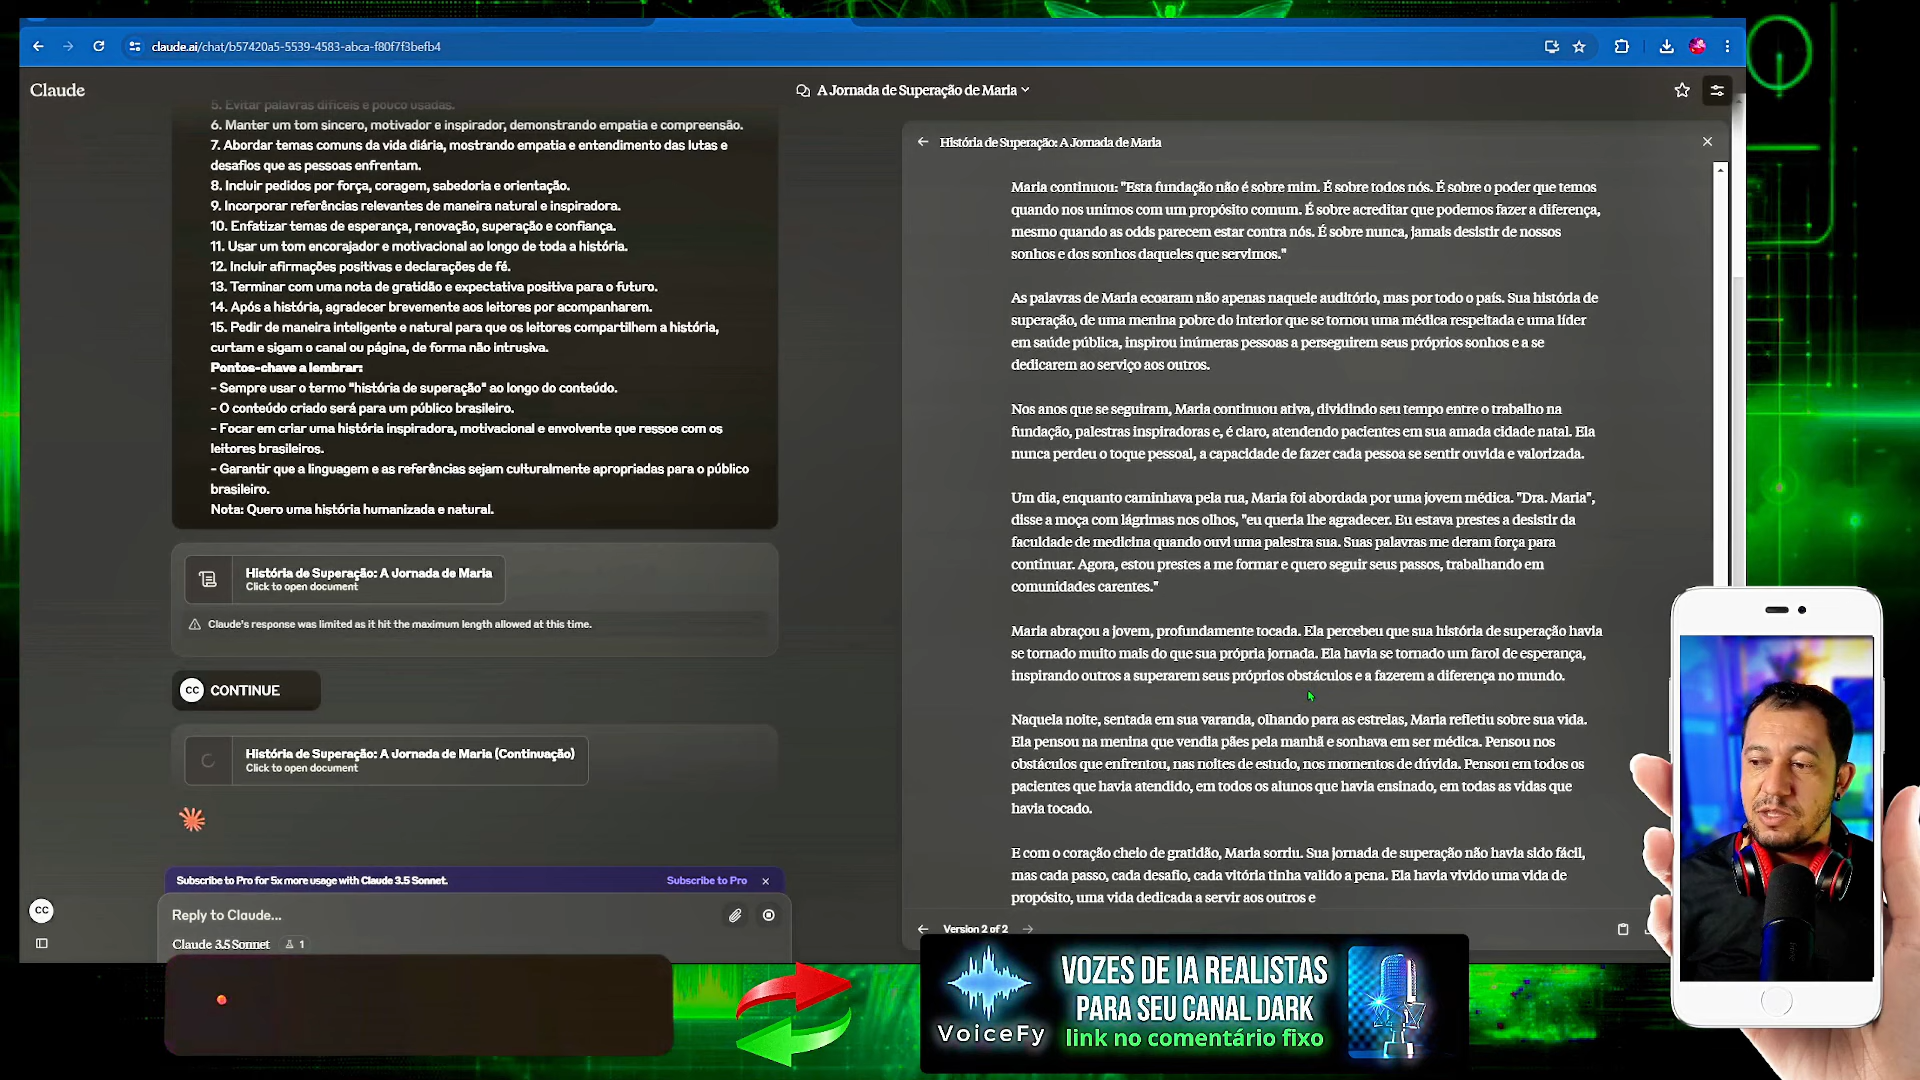 claude.ai/chat/b57420a5-5539-4583-abca-f80f7f3befb4
Claude
A Jornada de Superação de Maria
5. Evitar palavras difíceis e pouco usadas.
6. Manter um tom sincero, motivador e inspirador, demonstrando empatia e compreensão.
7. Abordar temas comuns da vida diária, mostrando empatia e entendimento das lutas e
desafios que as pessoas enfrentam.
8. Incluir pedidos por força, coragem, sabedoria e orientação.
9. Incorporar referências relevantes de maneira natural e inspiradora.
10. Enfatizar temas de esperança, renovação, superação e confiança.
11. Usar um tom encorajador e motivacional ao longo de toda a história.
12. Incluir afirmações positivas e declarações de fé.
13. Terminar com uma nota de gratidão e expectativa positiva para o futuro.
14. Após a história, agradecer brevemente aos leitores por acompanharem.
15. Pedir de maneira inteligente e natural para que os leitores compartilhem a história,
curtam e sigam o canal ou página, de forma não intrusiva.
Pontos-chave a lembrar:
- Sempre usar o termo "história de superação" ao longo do conteúdo.
- O conteúdo criado será para um público brasileiro.
- Focar em criar uma história inspiradora, motivacional e envolvente que ressoe com os
leitores brasileiros.
- Garantir que a linguagem e as referências sejam culturalmente apropriadas para o público
brasileiro.
Nota: Quero uma história humanizada e natural.
História de Superação: A Jornada de Maria
Click to open document
Claude's response was limited as it hit the maximum length allowed at this time.
CC CONTINUE
História de Superação: A Jornada de Maria (Continuação)
Click to open document
Subscribe to Pro for 5x more usage with Claude 3.5 Sonnet.
Subscribe to Pro
CC
Reply to Claude...
Claude 3.5 Sonnet
1
História de Superação: A Jornada de Maria
Maria continuou: "Esta fundação não é sobre mim. É sobre todos nós. É sobre o poder que temos
quando nos unimos com um propósito comum. É sobre acreditar que podemos fazer a diferença,
mesmo quando as odds parecem estar contra nós. É sobre nunca, jamais desistir de nossos
sonhos e dos sonhos daqueles que servimos."
As palavras de Maria ecoaram não apenas naquele auditório, mas por todo o país. Sua história de
superação, de uma menina pobre do interior que se tornou uma médica respeitada e uma líder
em saúde pública, inspirou inúmeras pessoas a perseguirem seus próprios sonhos e a se
dedicarem ao serviço aos outros.
Nos anos que se seguiram, Maria continuou ativa, dividindo seu tempo entre o trabalho na
fundação, palestras inspiradoras e, é claro, atendendo pacientes em sua amada cidade natal. Ela
nunca perdeu o toque pessoal, a capacidade de fazer cada pessoa se sentir ouvida e valorizada.
Um dia, enquanto caminhava pela rua, Maria foi abordada por uma jovem médica. "Dra. Maria",
disse a moça com lágrimas nos olhos, "eu queria lhe agradecer. Eu estava prestes a desistir da
faculdade de medicina quando ouvi uma palestra sua. Suas palavras me deram força para
continuar. Agora, estou prestes a me formar e quero seguir seus passos, trabalhando em
comunidades carentes."
Maria abraçou a jovem, profundamente tocada. Ela percebeu que sua história de superação havia
se tornado muito mais do que sua própria jornada. Ela havia se tornado um farol de esperança,
inspirando outros a superarem seus próprios obstáculos e a fazerem a diferença no mundo.
Naquela noite, sentada em sua varanda, olhando para as estrelas, Maria refletiu sobre sua vida.
Ela pensou na menina que vendia pães pela manhã e sonhava em ser médica. Pensou nos
obstáculos que enfrentou, nas noites de estudo, nos momentos de dúvida. Pensou em todos os
pacientes que havia atendido, em todos os alunos que havia ensinado, em todas as vidas que
havia tocado.
E com o coração cheio de gratidão, Maria sorriu. Sua jornada de superação não havia sido fácil,
mas cada passo, cada desafio, cada vitória tinha valido a pena. Ela havia vivido uma vida de
propósito, uma vida dedicada a servir aos outros e
Version 2 of 2
VoiceFy
VOZES DE IA REALISTAS
PARA SEU CANAL DARK
link no comentário fixo